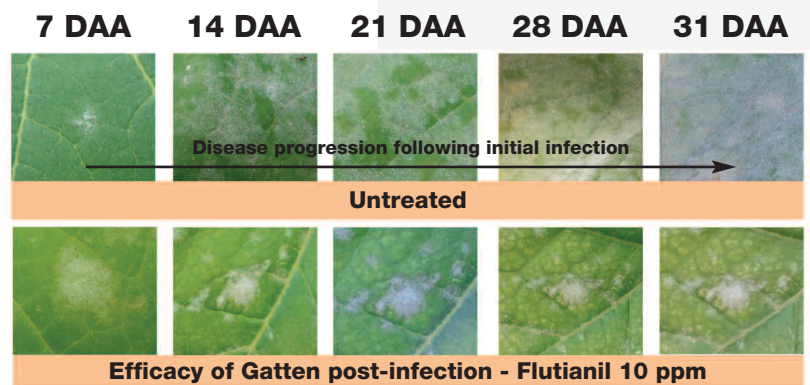 7 DAA 14 DAA 21 DAA 28 DAA 31 DAA
Disease progression following initial infection
Untreated
Efficacy of Gatten post-infection - Flutianil 10 ppm